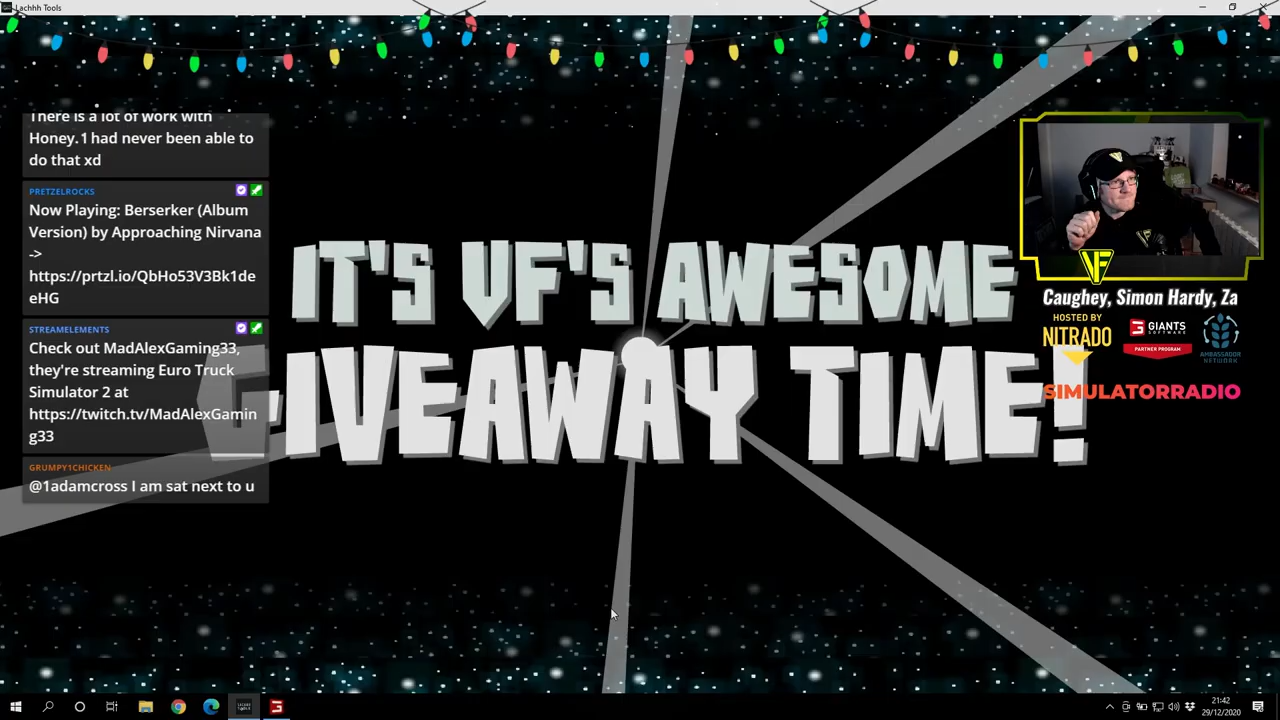 Lachhh Tools
There is a lot of work with
Honey.1 had never been able to
do that xd
PRETZELROCKS
Now Playing: Berserker (Album
Version) by Approaching Nirvana
->
https://prtzl.io/QbHo53V3Bk1de
eHG
STREAMELEMENTS
Check out MadAlexGaming33,
they're streaming Euro Truck
Simulator 2 at
https://twitch.tv/MadAlexGamin
g33
GRUMPY1CHICKEN
@1adamcross I am sat next to u
IT'S VF'S AWESOME
GIVEAWAY TIME!
VF
Caughey, Simon Hardy, Za
HOSTED BY
NITRADO
GIANTS
SOFTWARE
PARTNER PROGRAM
AMBASSADOR
NETWORK
SIMULATORRADIO
21:42
29/12/2020